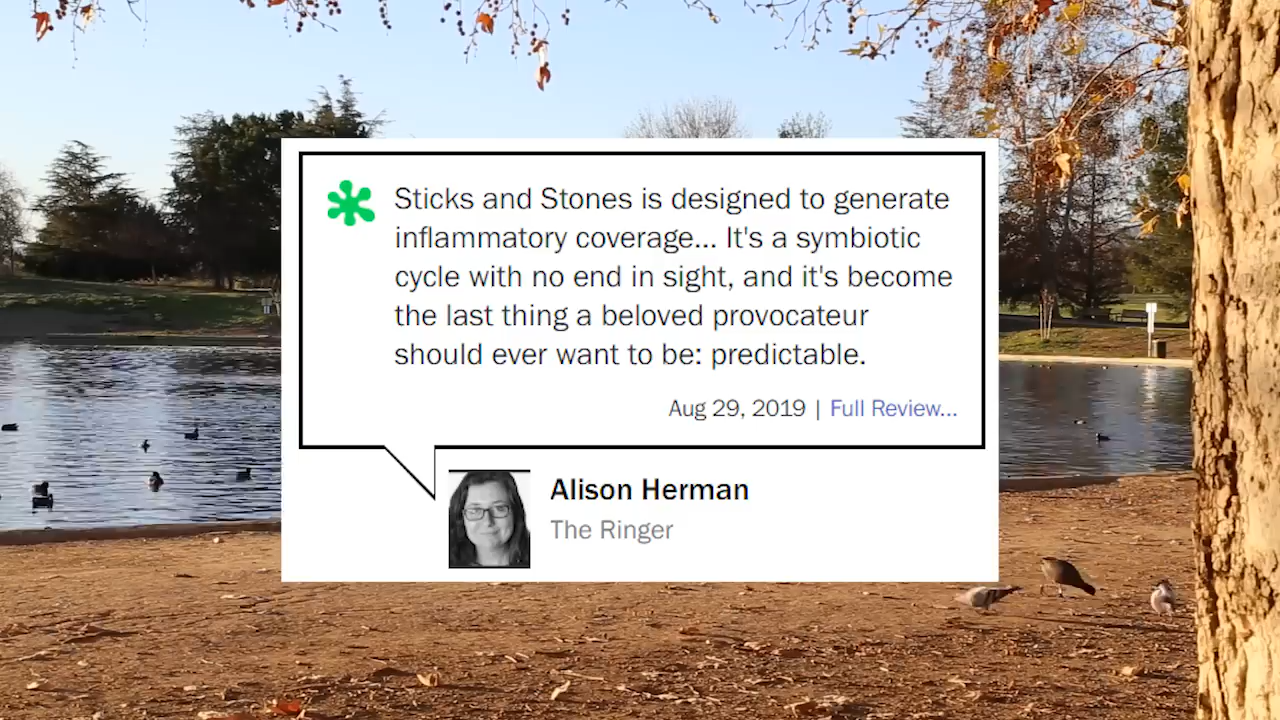 Sticks and Stones is designed to generate
inflammatory coverage... It's a symbiotic
cycle with no end in sight, and it's become
the last thing a beloved provocateur
should ever want to be: predictable.
Aug 29, 2019 | Full Review...
Alison Herman
The Ringer